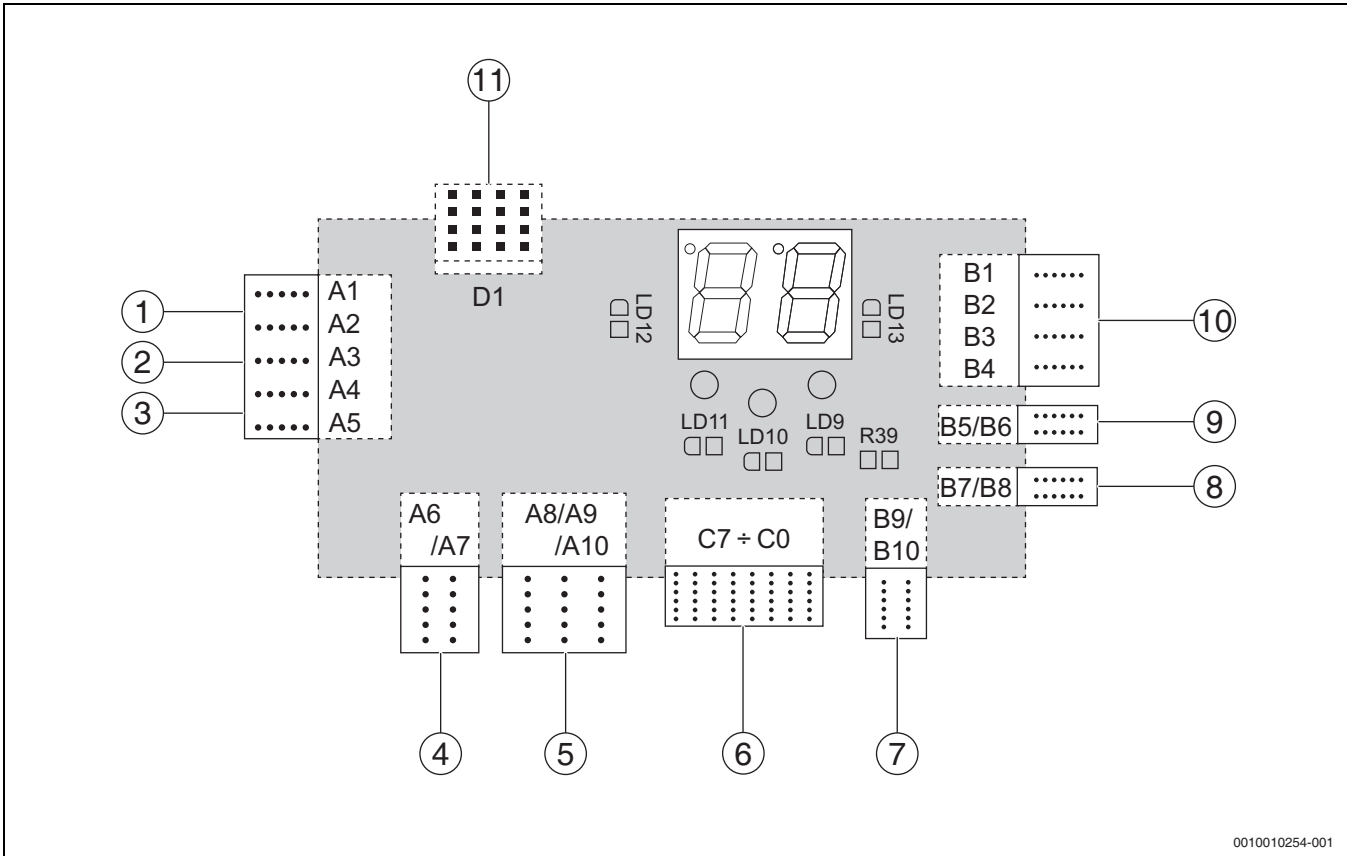 11
D1
LD12
LD13
1
2
3
A1
A2
A3
A4
A5
B1
B2
B3
B4
10
LD11
LD10
LD9
R39
B5/B6
9
B7/B8
8
A6
/A7
A8/A9
/A10
C7 ÷ C0
B9/
B10
4
5
6
7
0010010254-001